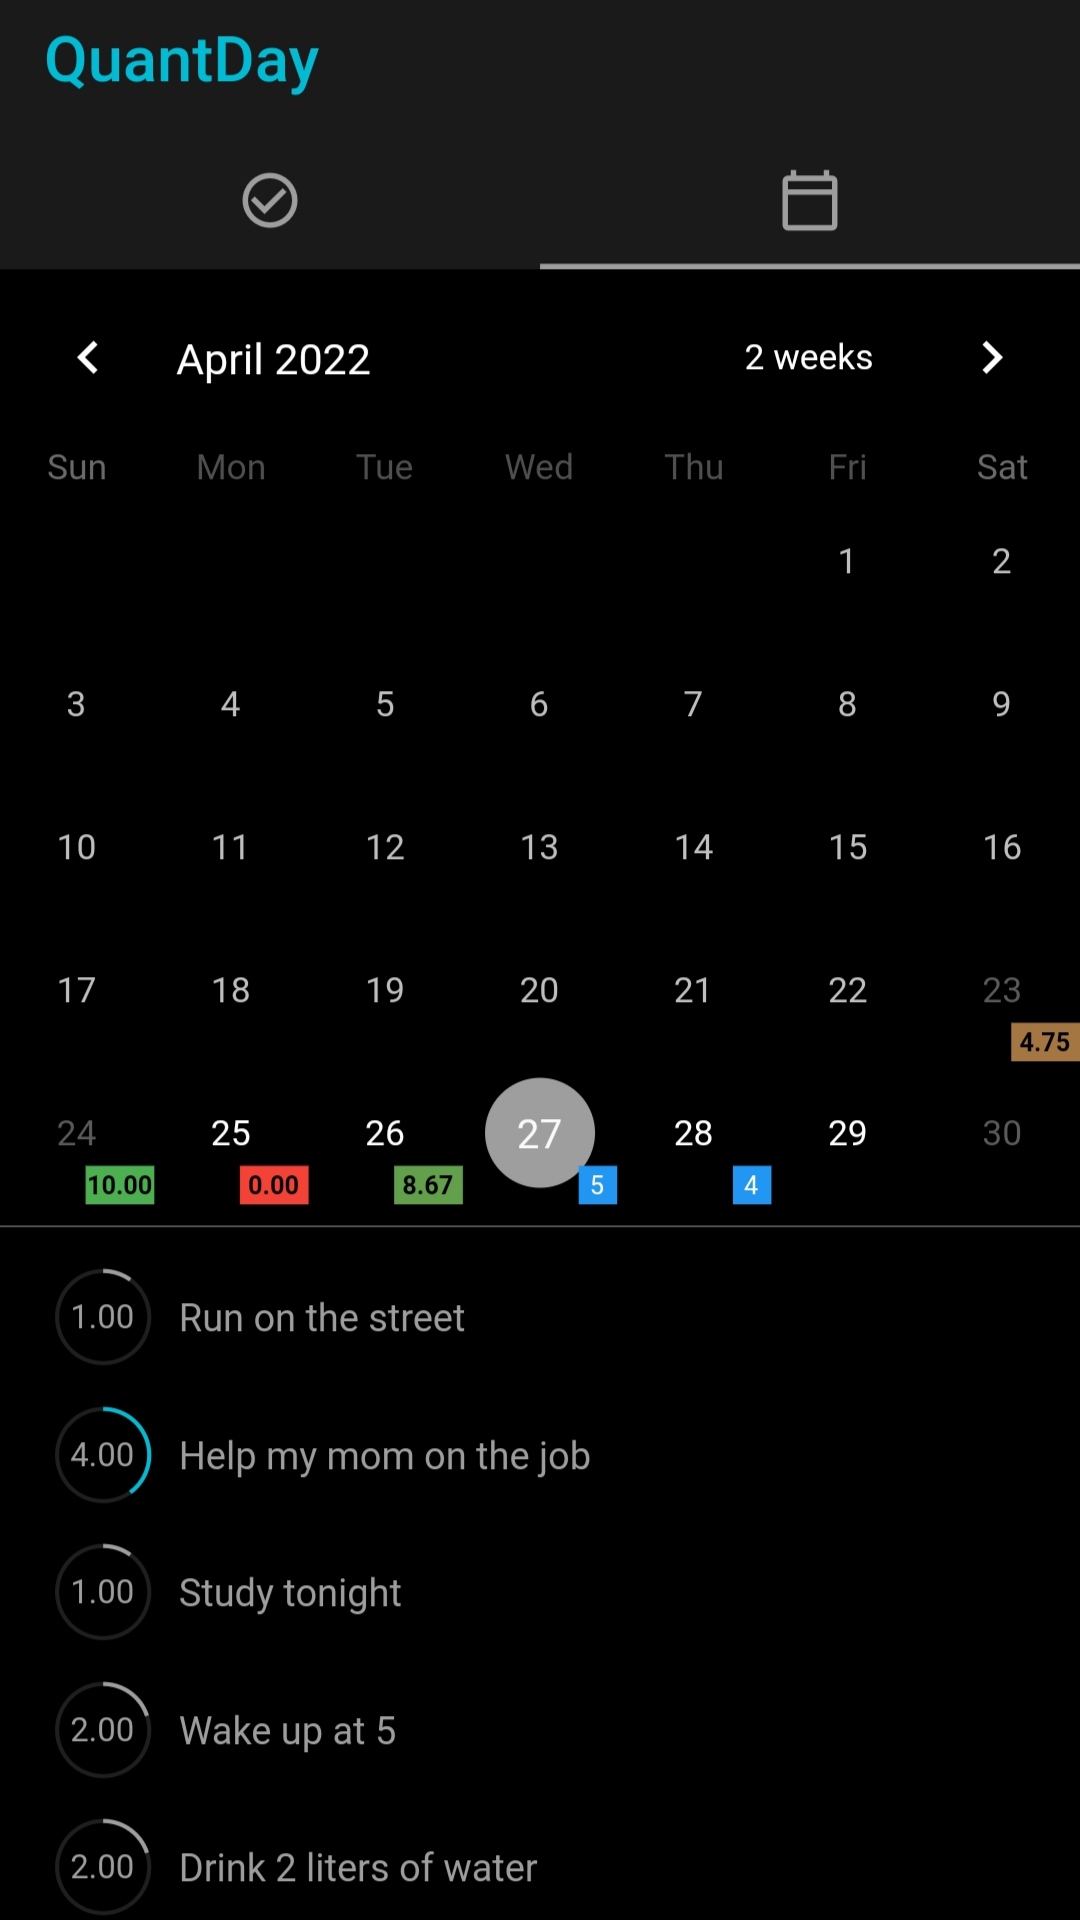 QuantDay
April 2022 2 weeks
Sun Mon Tue Wed Thu Fri Sat
1 2
3 4 5 6 7 8 9
10 11 12 13 14 15 16
17 18 19 20 21 22 23
4.75
24 25 26 27 28 29 30
10.00 0.00 8.67 5 4
1.00 Run on the street
4.00 Help my mom on the job
1.00 Study tonight
2.00 Wake up at 5
2.00 Drink 2 liters of water